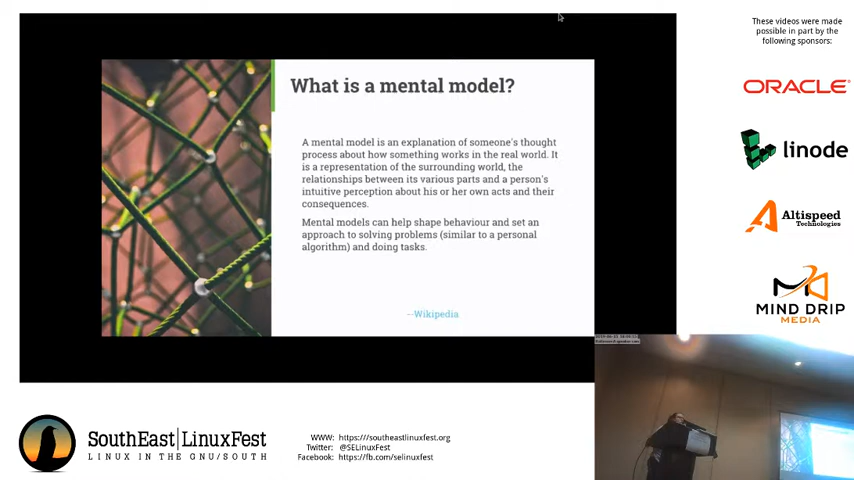 These videos were made
possible in part by the
following sponsors:
ORACLE
linode
Altispeed
Technologies
MIND DRIP
MEDIA
What is a mental model?
A mental model is an explanation of someone's thought
process about how something works in the real world. It
is a representation of the surrounding world, the
relationships between its various parts and a person's
intuitive perception about his or her own acts and their
consequences.
Mental models can help shape behaviour and set an
approach to solving problems (similar to a personal
algorithm) and doing tasks.
—Wikipedia
SouthEast|LinuxFest
LINUX IN THE GNU/SOUTH
WWW: https:///southeastlinuxfest.org
Twitter: @SELinuxFest
Facebook: https://fb.com/selinuxfest